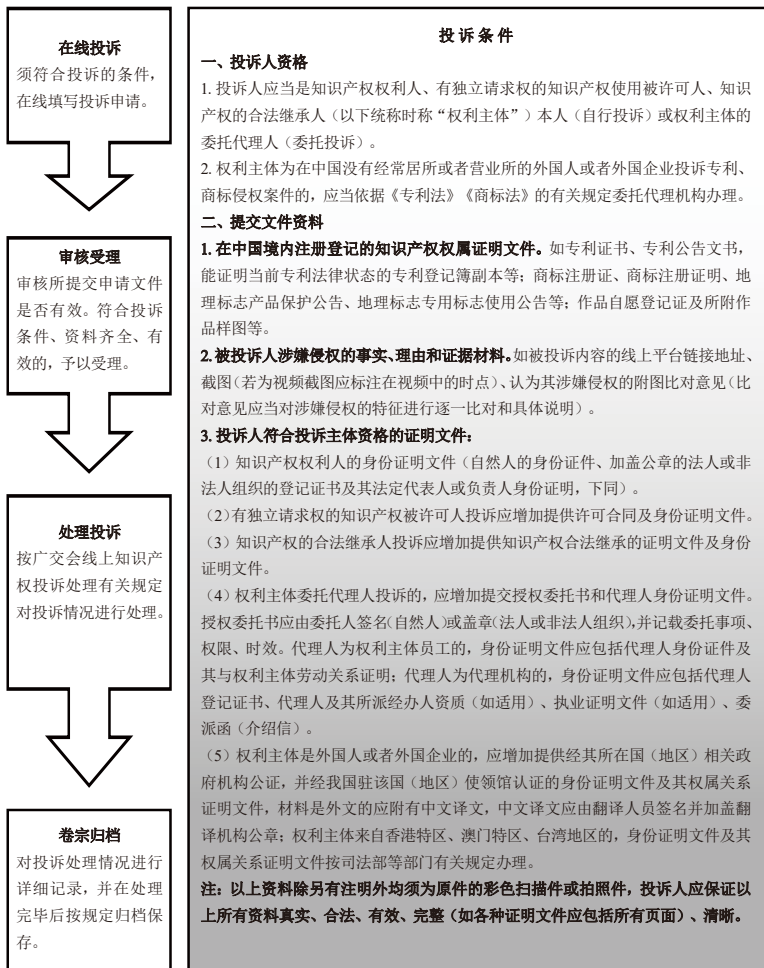 在线投诉
须符合投诉的条件，
在线填写投诉申请。
审核受理
审核所提交申请文件
是否有效。符合投诉
条件、资料齐全、有
效的，予以受理。
处理投诉
按广交会线上知识产
权投诉处理有关规定
对投诉情况进行处理。
卷宗归档
对投诉处理情况进行
详细记录，并在处理
完毕后按规定归档保
存。
投诉条件
一、投诉人资格
1. 投诉人应当是知识产权权利人、有独立请求权的知识产权使用被许可人、知识
产权的合法继承人（以下统称时称“权利主体”）本人（自行投诉）或权利主体的
委托代理人（委托投诉）。
2. 权利主体为在中国没有经常居所或者营业所的外国人或者外国企业投诉专利、
商标侵权案件的，应当依据《专利法》《商标法》的有关规定委托代理机构办理。
二、提交文件资料
1. 在中国境内注册登记的知识产权权属证明文件。如专利证书、专利公告文书，
能证明当前专利法律状态的专利登记簿副本等；商标注册证、商标注册证明、地
理标志产品保护公告、地理标志专用标志使用公告等；作品自愿登记证及所附作
品样图等。
2. 被投诉人涉嫌侵权的事实、理由和证据材料。如被投诉内容的线上平台链接地址、
截图（若为视频截图应标注在视频中的时点）、认为其涉嫌侵权的附图比对意见（比
对意见应当对涉嫌侵权的特征进行逐一比对和具体说明）。
3. 投诉人符合投诉主体资格的证明文件：
（1）知识产权权利人的身份证明文件（自然人的身份证件、加盖公章的法人或非
法人组织的登记证书及其法定代表人或负责人身份证明，下同）。
（2）有独立请求权的知识产权被许可人投诉应增加提供许可合同及身份证明文件。
（3）知识产权的合法继承人投诉应增加提供知识产权合法继承的证明文件及身份
证明文件。
（4）权利主体委托代理人投诉的，应增加提交授权委托书和代理人身份证明文件。
授权委托书应由委托人签名（自然人）或盖章（法人或非法人组织），并记载委托事项、
权限、时效。代理人为权利主体员工的，身份证明文件应包括代理人身份证件及
其与权利主体劳动关系证明；代理人为代理机构的，身份证明文件应包括代理人
登记证书、代理人及其所派经办人资质（如适用）、执业证明文件（如适用）、委
派函（介绍信）。
（5）权利主体是外国人或者外国企业的，应增加提供经其所在国（地区）相关政
府机构公证，并经我国驻该国（地区）使领馆认证的身份证明文件及其权属关系
证明文件，材料是外文的应附有中文译文，中文译文应由翻译人员签名并加盖翻
译机构公章；权利主体来自香港特区、澳门特区、台湾地区的，身份证明文件及其
权属关系证明文件按司法部等部门有关规定办理。
注：以上资料除另有注明外均须为原件的彩色扫描件或拍照件，投诉人应保证以
上所有资料真实、合法、有效、完整（如各种证明文件应包括所有页面）、清晰。